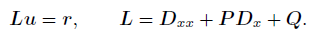 Lu = r, L = D_{xx} + PD_x + Q.